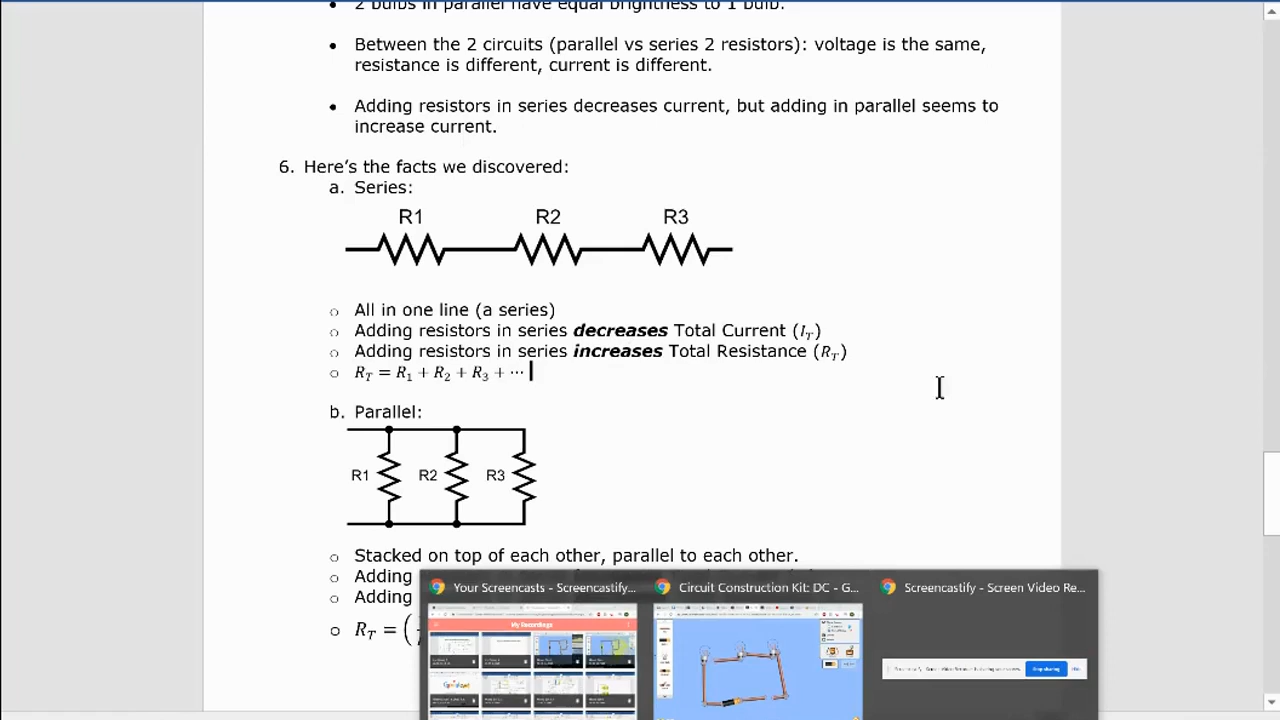 2 bulbs in parallel have equal brightness to 1 bulb.
• Between the 2 circuits (parallel vs series 2 resistors): voltage is the same,
resistance is different, current is different.
• Adding resistors in series decreases current, but adding in parallel seems to
increase current.
6. Here's the facts we discovered:
a. Series:
R1 R2 R3
○ All in one line (a series)
○ Adding resistors in series decreases Total Current (I_T)
○ Adding resistors in series increases Total Resistance (R_T)
○ R_T = R_1 + R_2 + R_3 + ⋯
b. Parallel:
R1 R2 R3
○ Stacked on top of each other, parallel to each other.
○ Adding
○ Adding
○ R_T = (
Your Screencasts - Screencastify...
Circuit Construction Kit: DC - G...
Screencastify - Screen Video Re...
My Recordings
Stop sharing